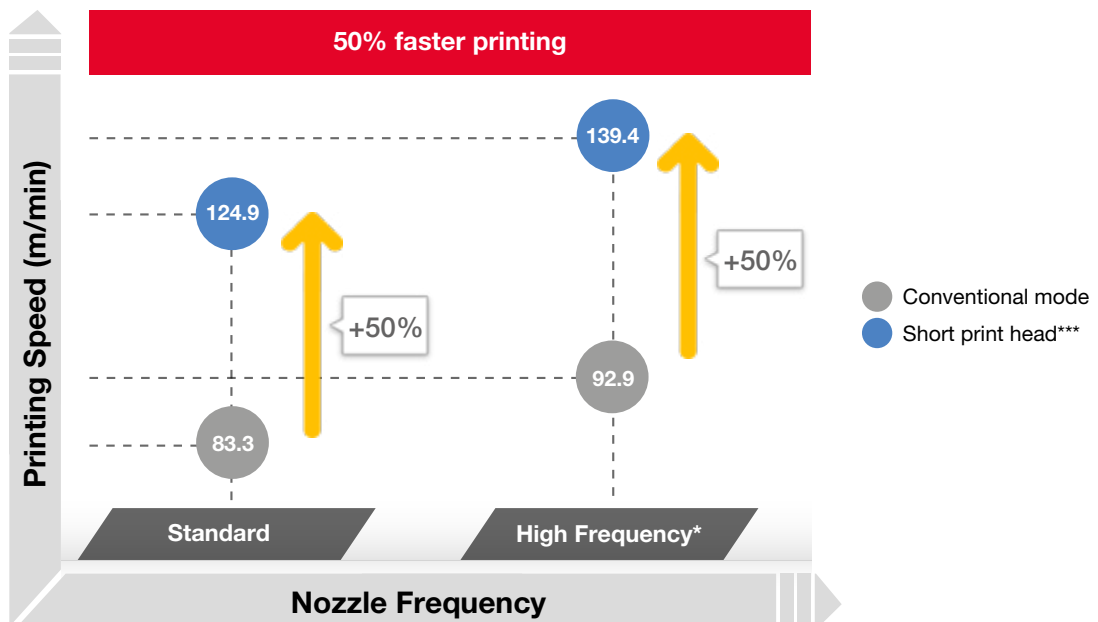 50% faster printing
Printing Speed (m/min)
139.4
124.9
+50%
+50%
92.9
83.3
Conventional mode
Short print head***
Standard
High Frequency*
Nozzle Frequency